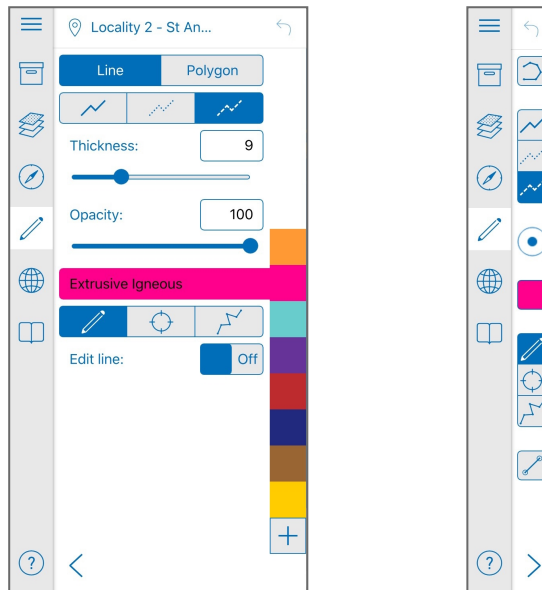 Locality 2 - St An...
Line Polygon
Thickness: 9
Opacity: 100
Extrusive Igneous
Edit line: Off
? ?